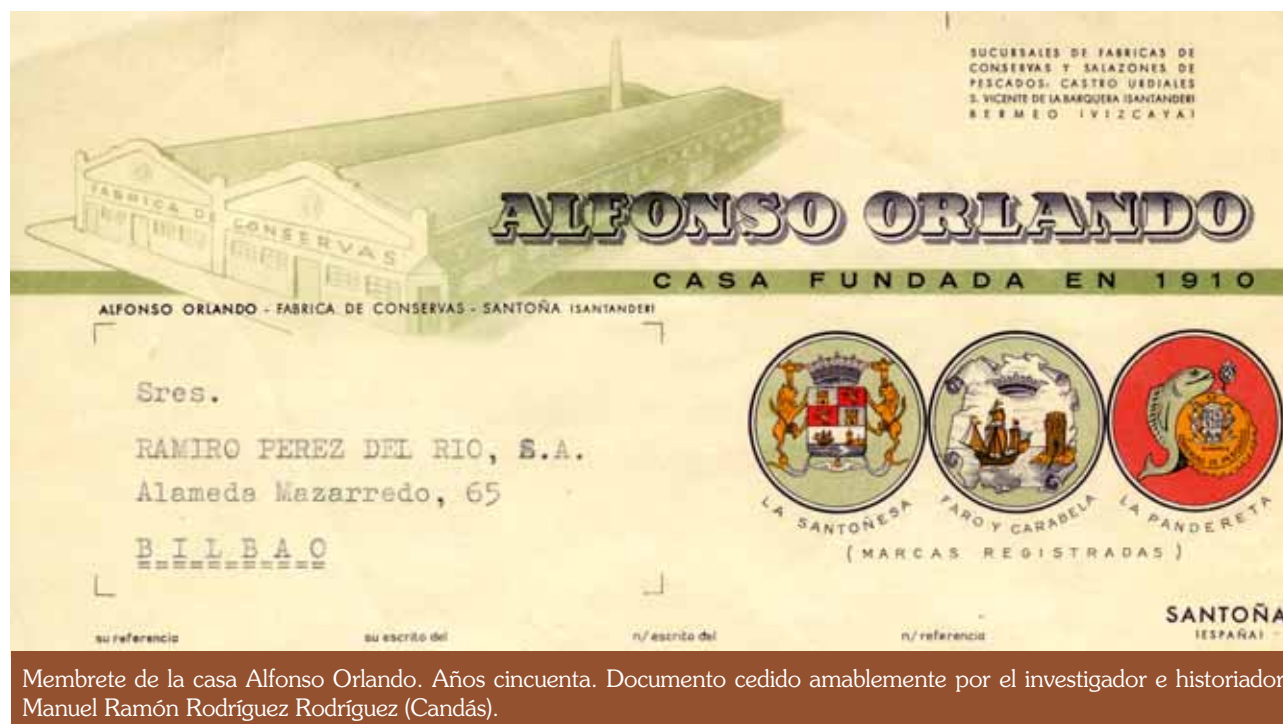 SUCURSALES DE FABRICAS DE
CONSERVAS Y SALAZONES DE
PESCADOS: CASTRO URDIALES
S. VICENTE DE LA BARQUERA (SANTANDER)
BERMEO (VIZCAYA)
FABRICA DE CONSERVAS
ALFONSO ORLANDO
CASA FUNDADA EN 1910
ALFONSO ORLANDO - FABRICA DE CONSERVAS - SANTOÑA (SANTANDER)
Sres.
RAMIRO PEREZ DEL RIO, S.A.
Alameda Mazarredo, 65
BILBAO
LA SANTOÑESA
FARO Y CARABELA
LA PANDERETA
(MARCAS REGISTRADAS)
SANTOÑA
(ESPAÑA) -
su referencia su escrito del n/ escrito del n/ referencia
Membrete de la casa Alfonso Orlando. Años cincuenta. Documento cedido amablemente por el investigador e historiador
Manuel Ramón Rodríguez Rodríguez (Candás).